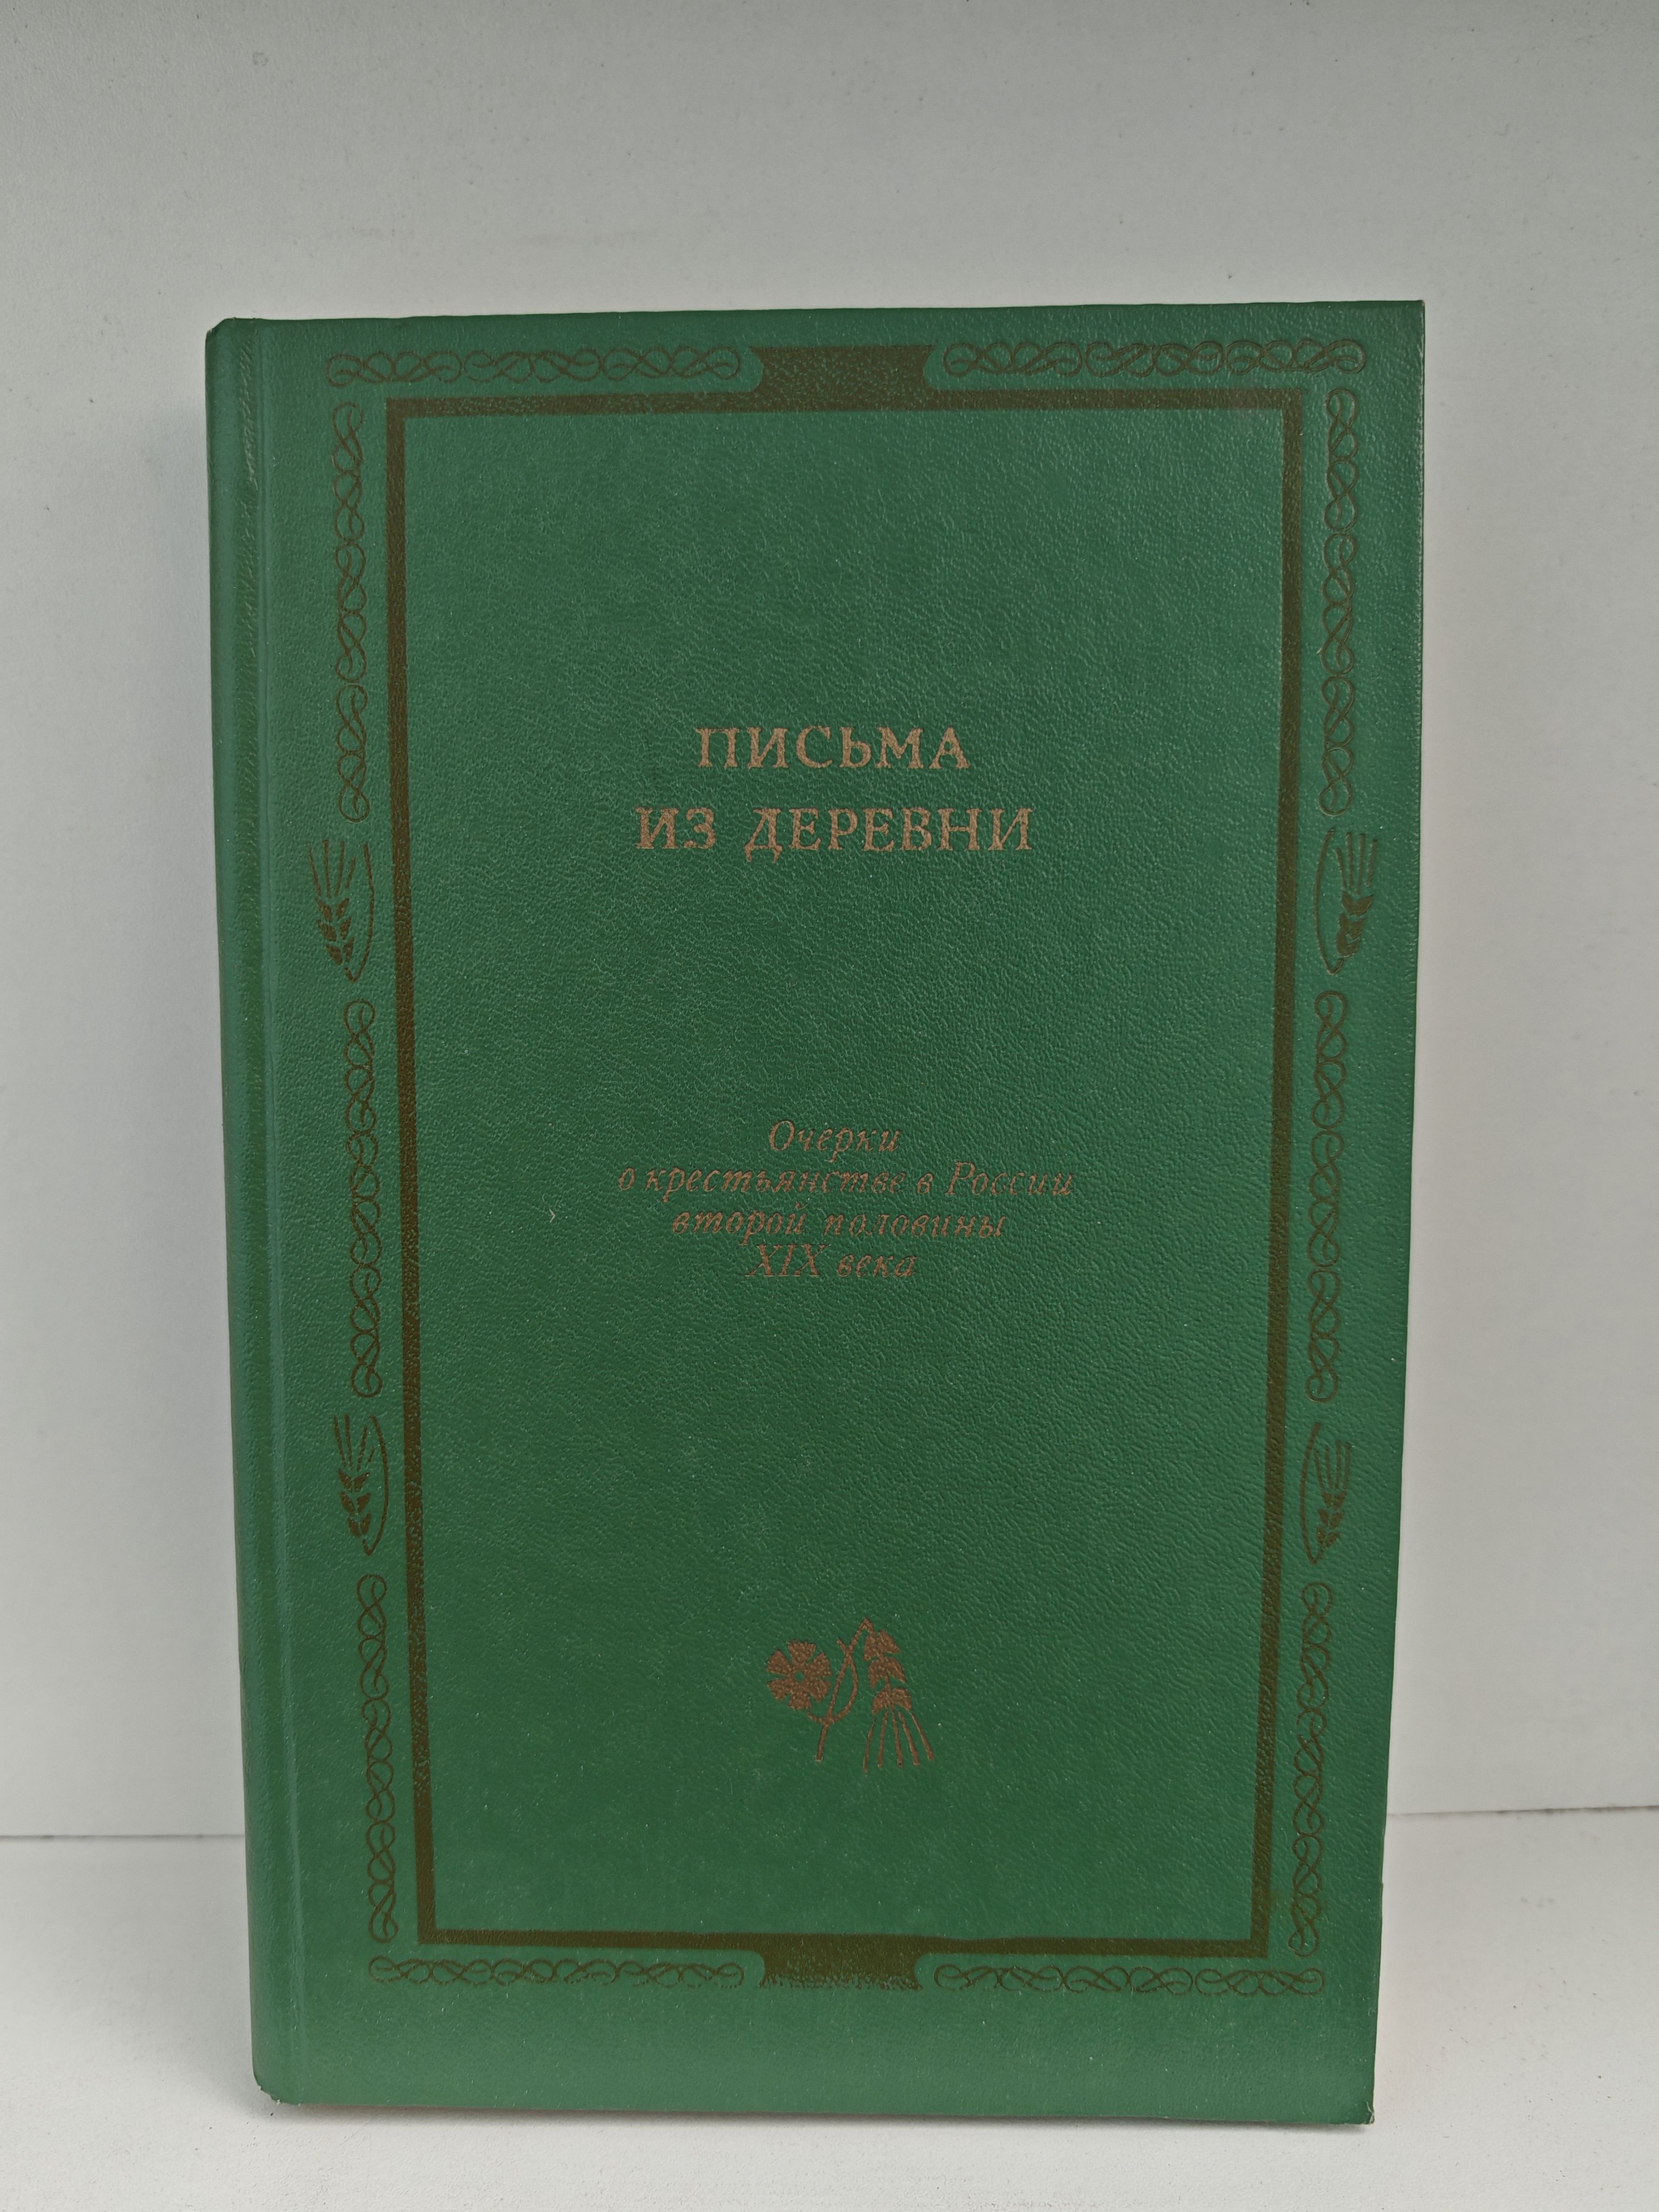 ПИСЬМА
ИЗ ДЕРЕВНИ
Очерки
о крестьянстве в России
второй половины
XIX века